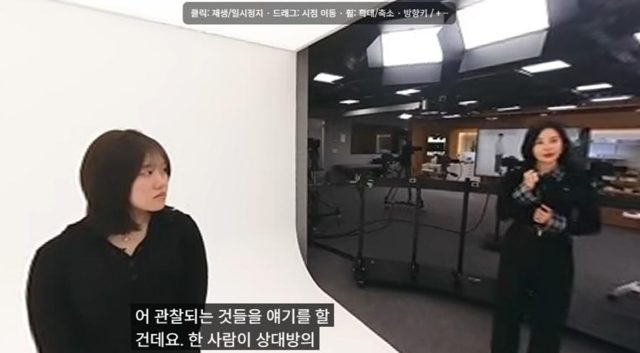 클릭: 재생/일시정지 · 드래그: 시점 이동 · 휠: 확대/축소 · 방향키 / + −
어 관찰되는 것들을 얘기를 할
건데요. 한 사람이 상대방의